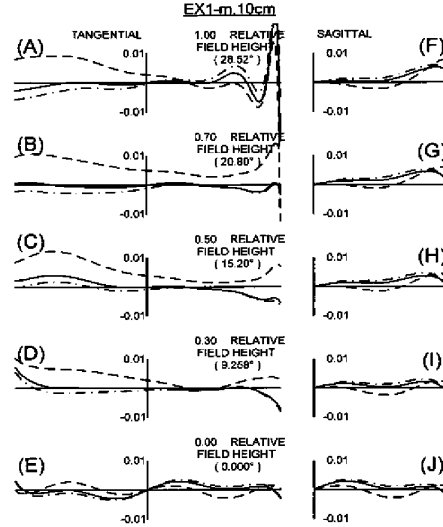 EX1-m.10cm
TANGENTIAL 1.00 RELATIVE SAGITTAL
FIELD HEIGHT
(A) 0.01 ( 28.52° ) 0.01 (F)
-0.01 -0.01
(B) 0.70 RELATIVE (G)
0.01 FIELD HEIGHT 0.01
( 20.80° )
-0.01 -0.01
(C) 0.50 RELATIVE (H)
0.01 FIELD HEIGHT 0.01
( 15.20° )
-0.01 -0.01
(D) 0.30 RELATIVE (I)
0.01 FIELD HEIGHT 0.01
( 9.258° )
-0.01 -0.01
(E) 0.00 RELATIVE (J)
0.01 FIELD HEIGHT 0.01
( 0.000° )
-0.01 -0.01